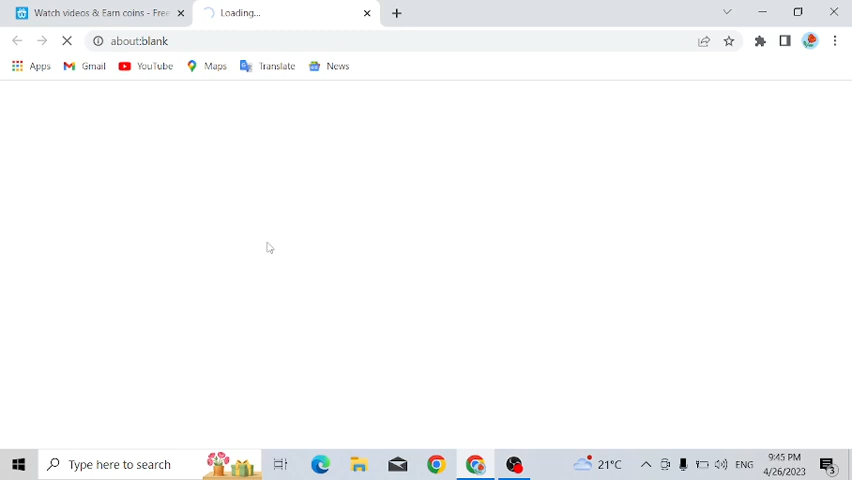 Watch videos & Earn coins - Free
Loading...
about:blank
Apps
Gmail
YouTube
Maps
Translate
News
Type here to search
21°C
ENG
9:45 PM
4/26/2023
3